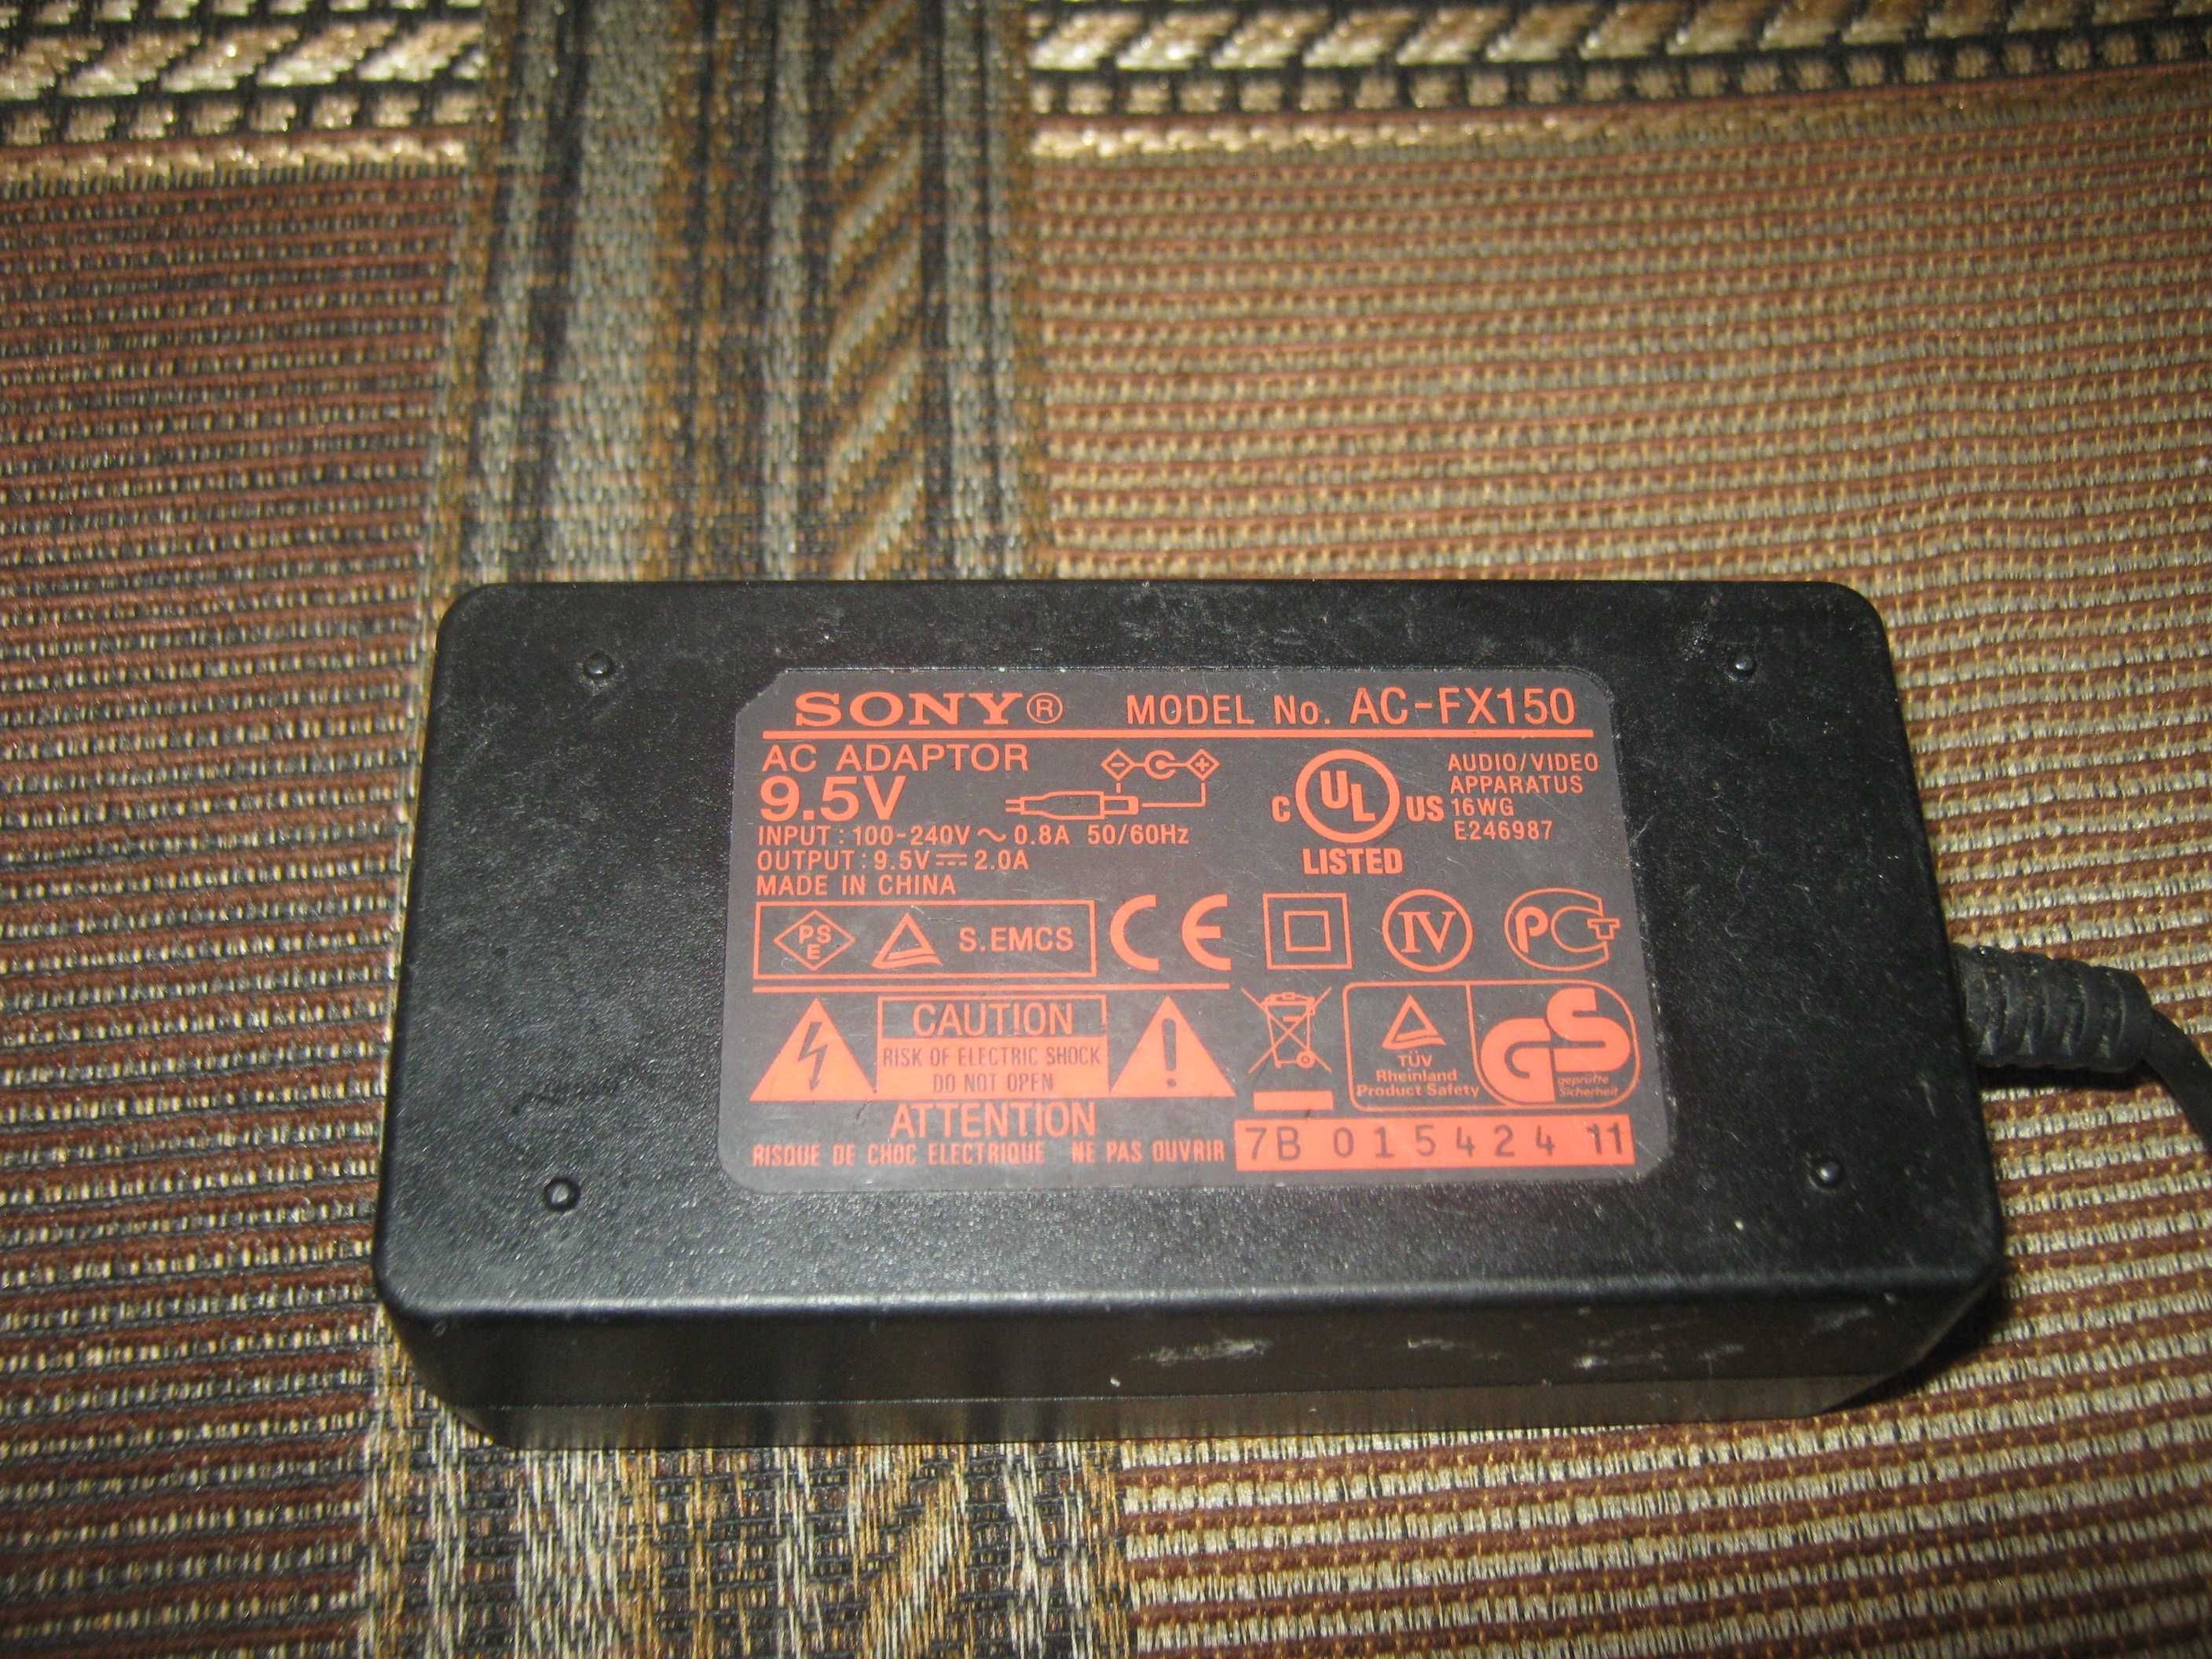 SONY® MODEL No. AC-FX150
AC ADAPTOR
9.5V
INPUT : 100-240V ~ 0.8A 50/60Hz
OUTPUT : 9.5V ⎓ 2.0A
MADE IN CHINA
C UL US
LISTED
AUDIO/VIDEO
APPARATUS
16WG
E246987
PSE S.EMCS CE IV PCT
CAUTION
RISK OF ELECTRIC SHOCK
DO NOT OPEN
ATTENTION
RISQUE DE CHOC ELECTRIQUE NE PAS OUVRIR
TÜV
Rheinland
Product Safety
GS
geprüfte
Sicherheit
7B 015424 11